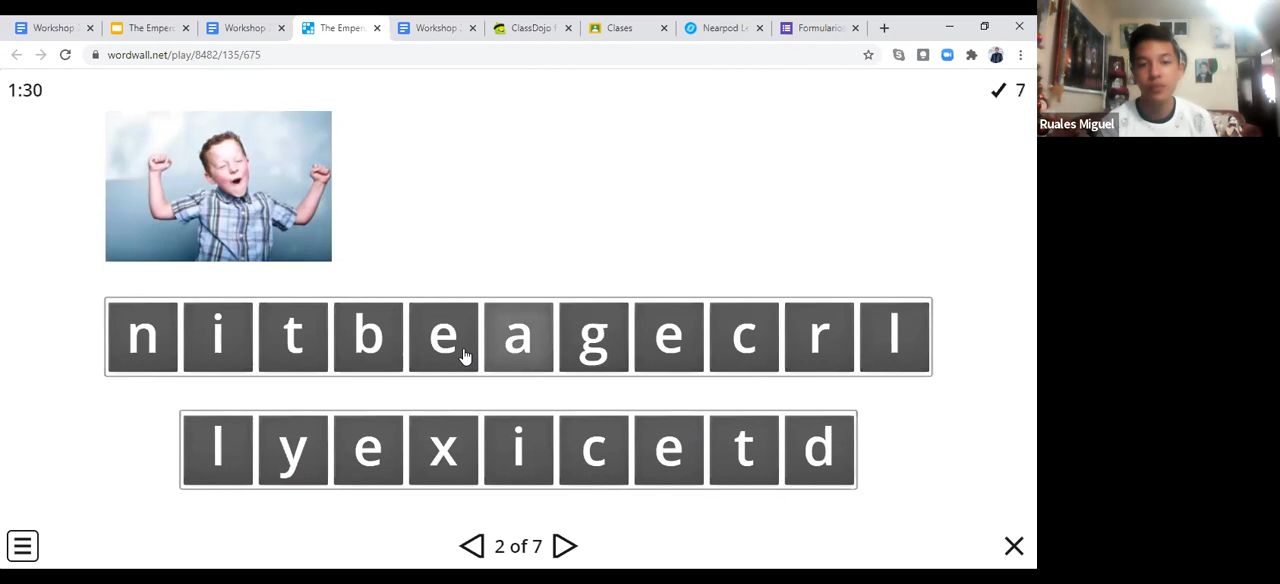 Workshop
The Emper
Workshop
The Emper
Workshop
ClassDojo
Clases
Nearpod
Formularios
wordwall.net/play/8482/135/675
1:30
✔ 7
Ruales Miguel
n i t b e a g e c r l
l y e x i c e t d
2 of 7